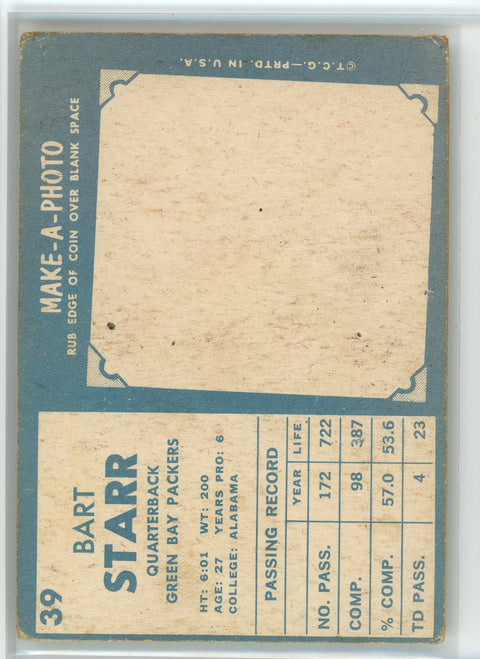 39
BART
STARR
QUARTERBACK
GREEN BAY PACKERS
HT: 6:01 WT: 200
AGE: 27 YEARS PRO: 6
COLLEGE: ALABAMA
PASSING RECORD
YEAR LIFE
NO. PASS. 172 722
COMP. 98 387
% COMP. 57.0 53.6
TD PASS. 4 23
MAKE-A-PHOTO
RUB EDGE OF COIN OVER BLANK SPACE
©T.C.G.—PRTD. IN U.S.A.